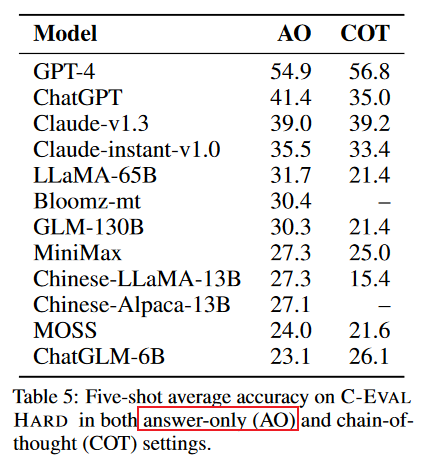 Model AO COT
GPT-4 54.9 56.8
ChatGPT 41.4 35.0
Claude-v1.3 39.0 39.2
Claude-instant-v1.0 35.5 33.4
LLaMA-65B 31.7 21.4
Bloomz-mt 30.4 –
GLM-130B 30.3 21.4
MiniMax 27.3 25.0
Chinese-LLaMA-13B 27.3 15.4
Chinese-Alpaca-13B 27.1 –
MOSS 24.0 21.6
ChatGLM-6B 23.1 26.1
Table 5: Five-shot average accuracy on C-EVAL
HARD in both answer-only (AO) and chain-of-
thought (COT) settings.